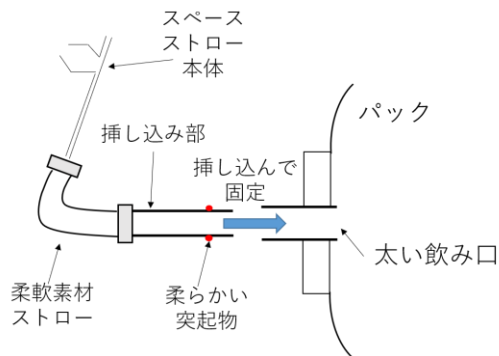 スペース
ストロー
本体
パック
挿し込み部
挿し込んで
固定
太い飲み口
柔軟素材
ストロー
柔らかい
突起物